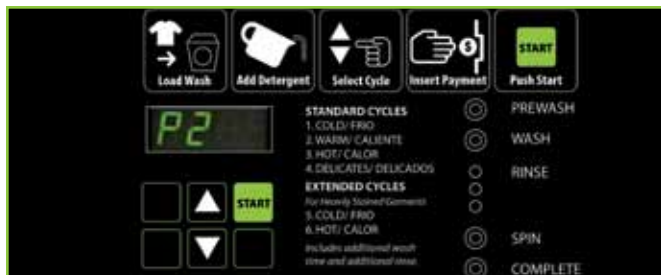 START
Load Wash
Add Detergent
Select Cycle
Insert Payment
Push Start
$
P2
STANDARD CYCLES
1. COLD/ FRIO
2. WARM/ CALIENTE
3. HOT/ CALOR
4. DELICATES/ DELICADOS
EXTENDED CYCLES
For Heavily Stained Garments
5. COLD/ FRIO
6. HOT/ CALOR
Includes additional wash
time and additional rinse.
START
PREWASH
WASH
RINSE
SPIN
COMPLETE